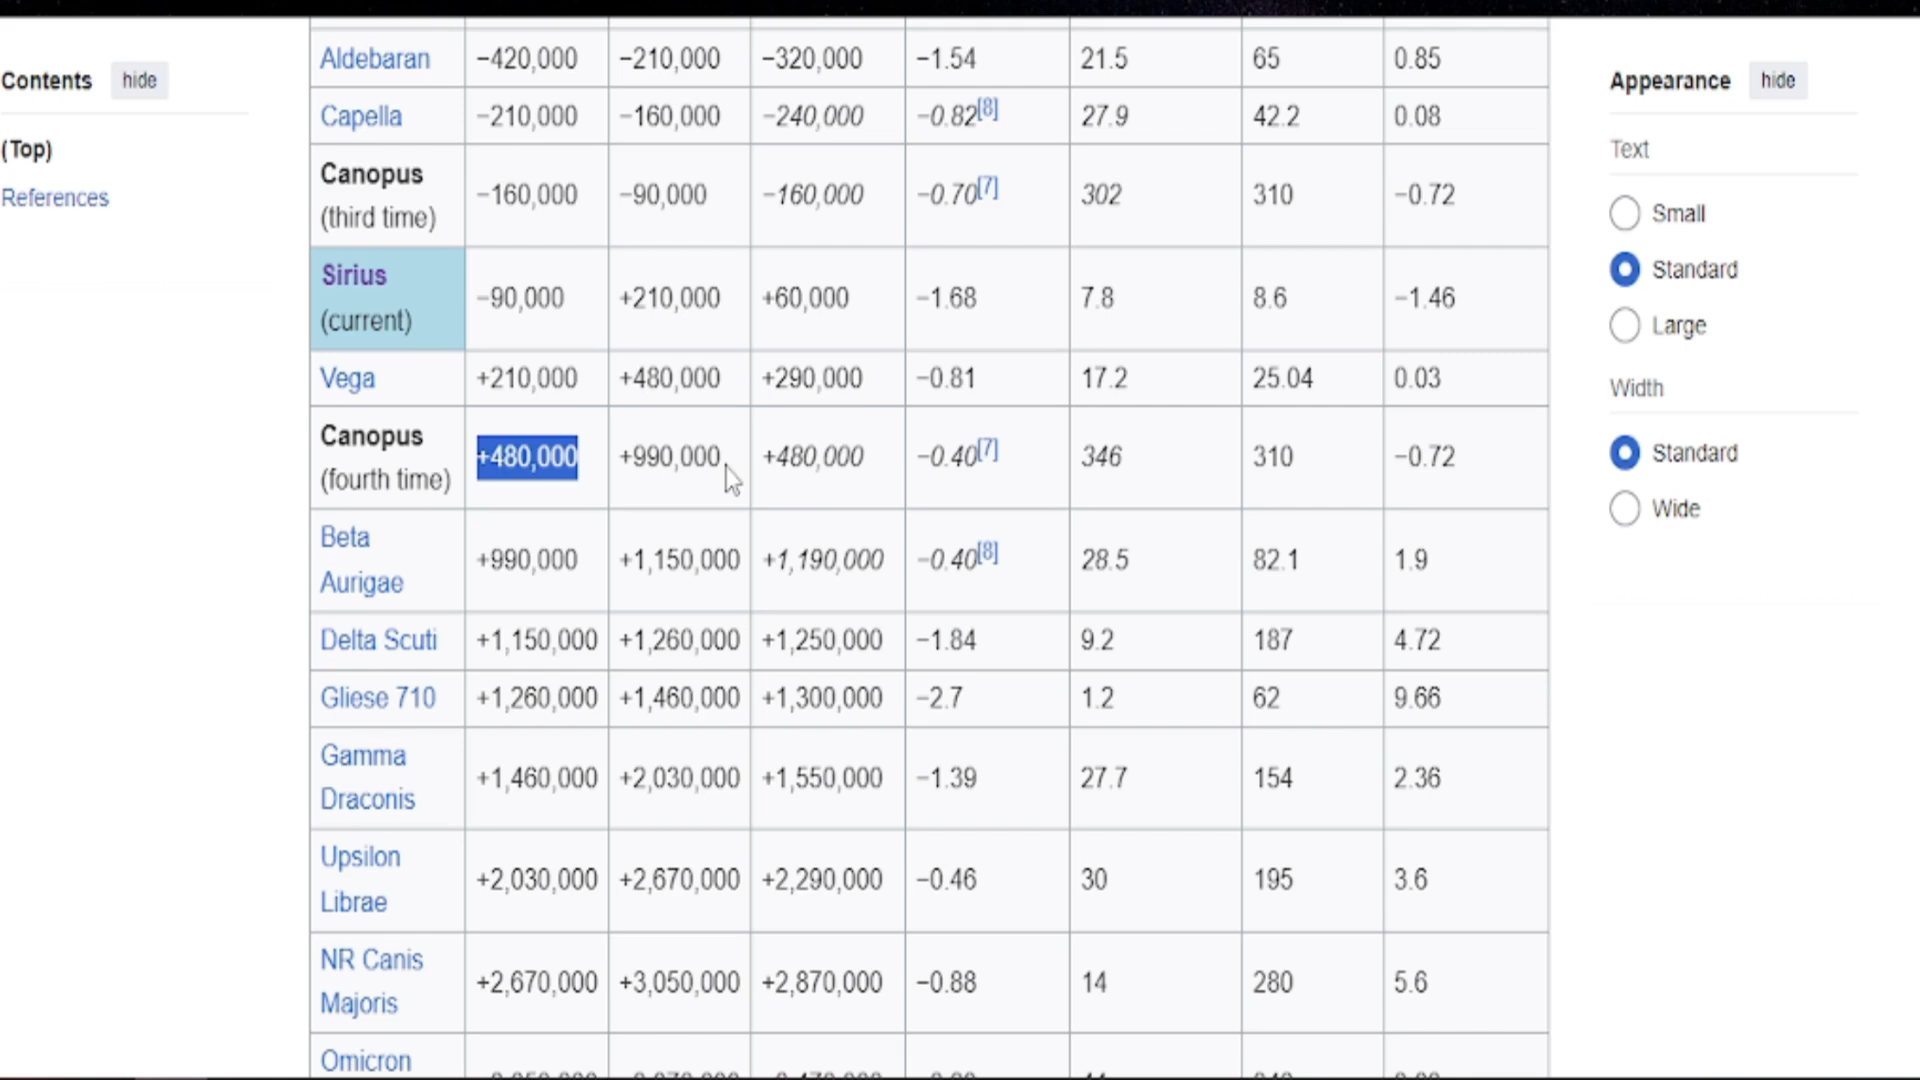 Contents hide
(Top)
References
Aldebaran −420,000 −210,000 −320,000 −1.54 21.5 65 0.85
Capella −210,000 −160,000 −240,000 −0.82[8] 27.9 42.2 0.08
Canopus
(third time) −160,000 −90,000 −160,000 −0.70[7] 302 310 −0.72
Sirius
(current) −90,000 +210,000 +60,000 −1.68 7.8 8.6 −1.46
Vega +210,000 +480,000 +290,000 −0.81 17.2 25.04 0.03
Canopus
(fourth time) +480,000 +990,000 +480,000 −0.40[7] 346 310 −0.72
Beta
Aurigae +990,000 +1,150,000 +1,190,000 −0.40[8] 28.5 82.1 1.9
Delta Scuti +1,150,000 +1,260,000 +1,250,000 −1.84 9.2 187 4.72
Gliese 710 +1,260,000 +1,460,000 +1,300,000 −2.7 1.2 62 9.66
Gamma
Draconis +1,460,000 +2,030,000 +1,550,000 −1.39 27.7 154 2.36
Upsilon
Librae +2,030,000 +2,670,000 +2,290,000 −0.46 30 195 3.6
NR Canis
Majoris +2,670,000 +3,050,000 +2,870,000 −0.88 14 280 5.6
Omicron
Appearance hide
Text
Small
Standard
Large
Width
Standard
Wide